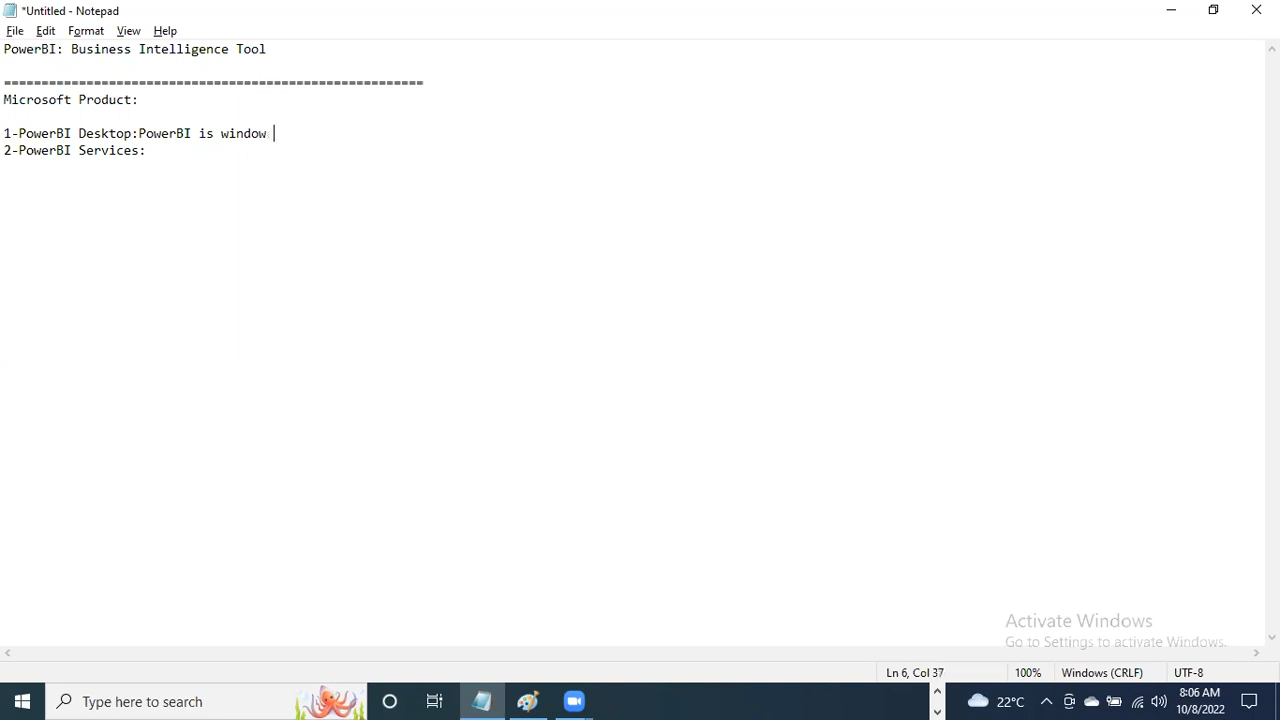 *Untitled - Notepad
File Edit Format View Help
PowerBI: Business Intelligence Tool
========================================================
Microsoft Product:
1-PowerBI Desktop:PowerBI is window
2-PowerBI Services:
Activate Windows
Go to Settings to activate Windows.
Ln 6, Col 37 100% Windows (CRLF) UTF-8
Type here to search
22°C
8:06 AM
10/8/2022